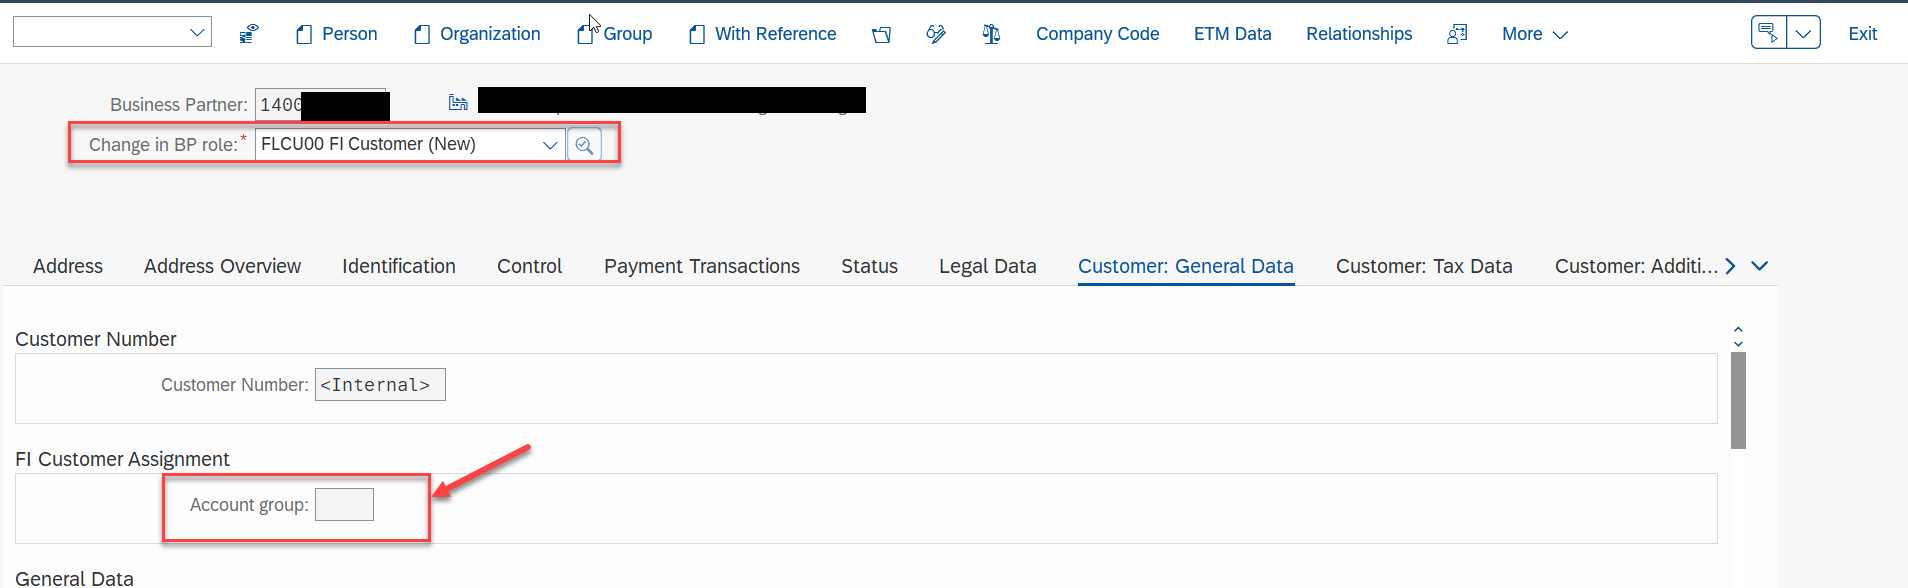 Person Organization Group With Reference Company Code ETM Data Relationships More Exit
Business Partner: 1400
Change in BP role:* FLCU00 FI Customer (New)
Address Address Overview Identification Control Payment Transactions Status Legal Data Customer: General Data Customer: Tax Data Customer: Additi...
Customer Number
Customer Number: <Internal>
FI Customer Assignment
Account group:
General Data